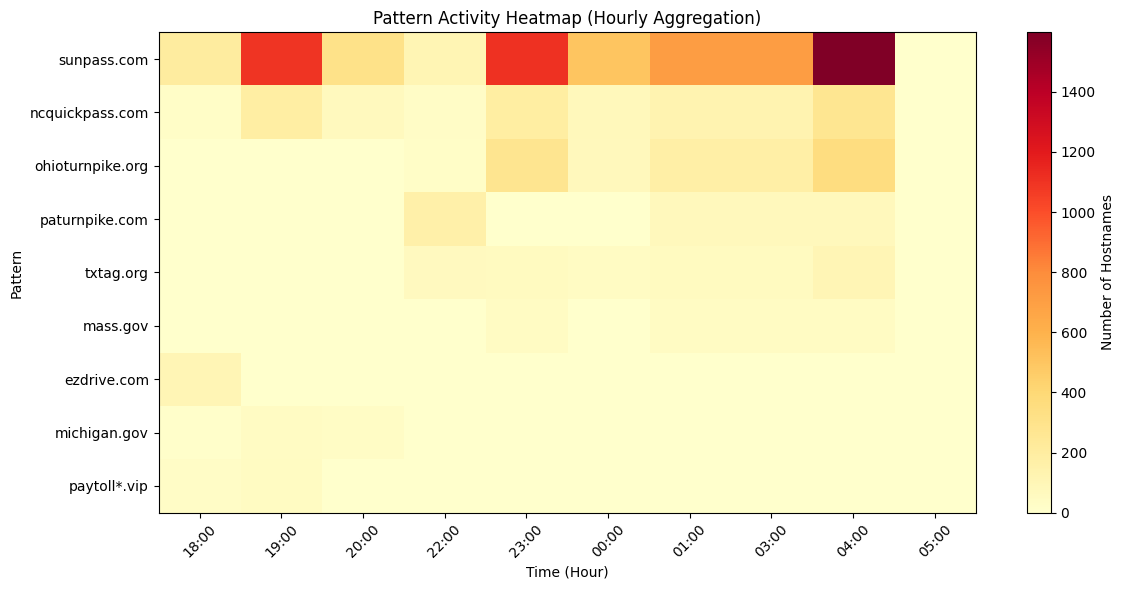 Pattern Activity Heatmap (Hourly Aggregation)
Pattern
sunpass.com
ncquickpass.com
ohioturnpike.org
paturnpike.com
txtag.org
mass.gov
ezdrive.com
michigan.gov
paytoll*.vip
18:00
19:00
20:00
22:00
23:00
00:00
01:00
03:00
04:00
05:00
Time (Hour)
1400
1200
1000
800
600
400
200
0
Number of Hostnames